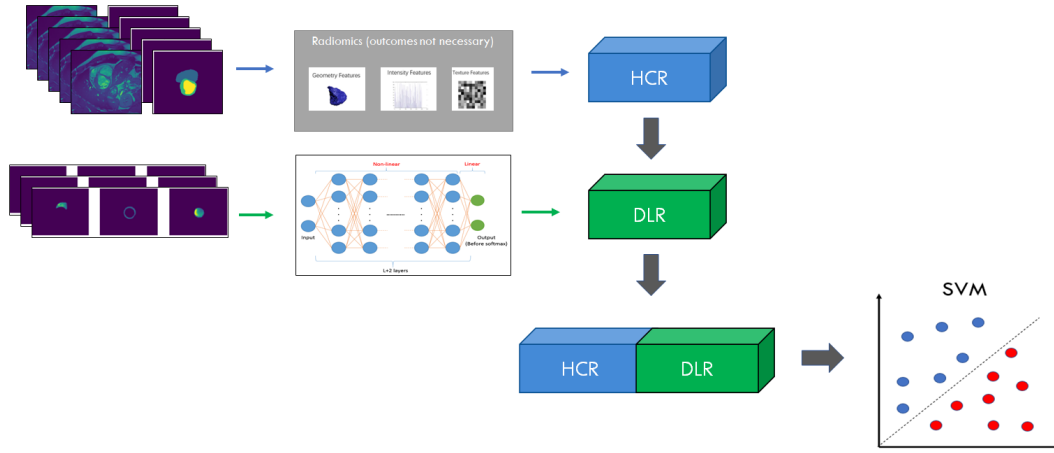 Radiomics (outcomes not necessary)
Geometry Features
Intensity Features
Texture Features
HCR
Non-linear
Linear
Input
Output
(Before softmax)
L+2 layers
DLR
HCR
DLR
SVM